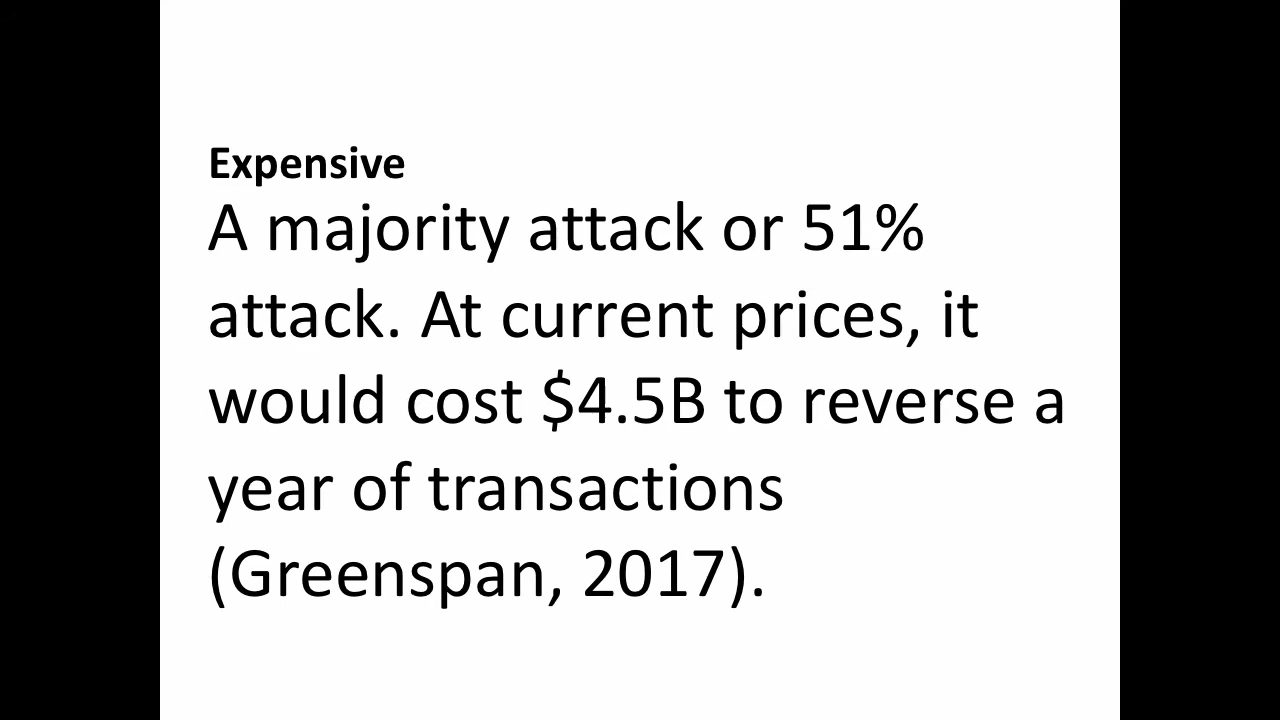 Expensive
A majority attack or 51%
attack. At current prices, it
would cost $4.5B to reverse a
year of transactions
(Greenspan, 2017).